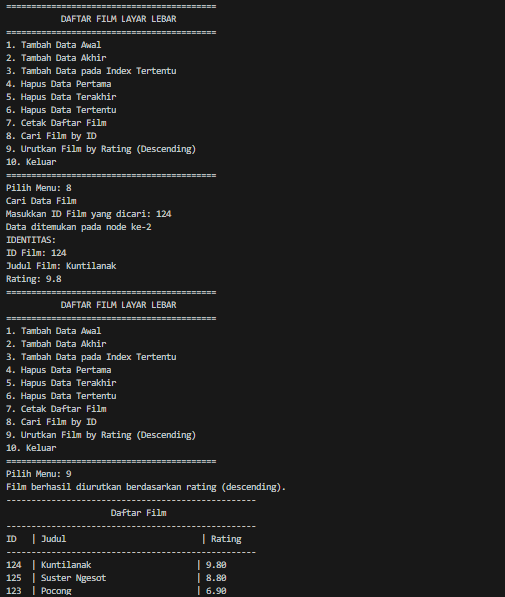 ==========================================
DAFTAR FILM LAYAR LEBAR
==========================================
1. Tambah Data Awal
2. Tambah Data Akhir
3. Tambah Data pada Index Tertentu
4. Hapus Data Pertama
5. Hapus Data Terakhir
6. Hapus Data Tertentu
7. Cetak Daftar Film
8. Cari Film by ID
9. Urutkan Film by Rating (Descending)
10. Keluar
==========================================
Pilih Menu: 8
Cari Data Film
Masukkan ID Film yang dicari: 124
Data ditemukan pada node ke-2
IDENTITAS:
ID Film: 124
Judul Film: Kuntilanak
Rating: 9.8
==========================================
DAFTAR FILM LAYAR LEBAR
==========================================
1. Tambah Data Awal
2. Tambah Data Akhir
3. Tambah Data pada Index Tertentu
4. Hapus Data Pertama
5. Hapus Data Terakhir
6. Hapus Data Tertentu
7. Cetak Daftar Film
8. Cari Film by ID
9. Urutkan Film by Rating (Descending)
10. Keluar
==========================================
Pilih Menu: 9
Film berhasil diurutkan berdasarkan rating (descending).
--------------------------------------------------
Daftar Film
--------------------------------------------------
ID | Judul | Rating
--------------------------------------------------
124 | Kuntilanak | 9.80
125 | Suster Ngesot | 8.80
123 | Pocong | 6.90